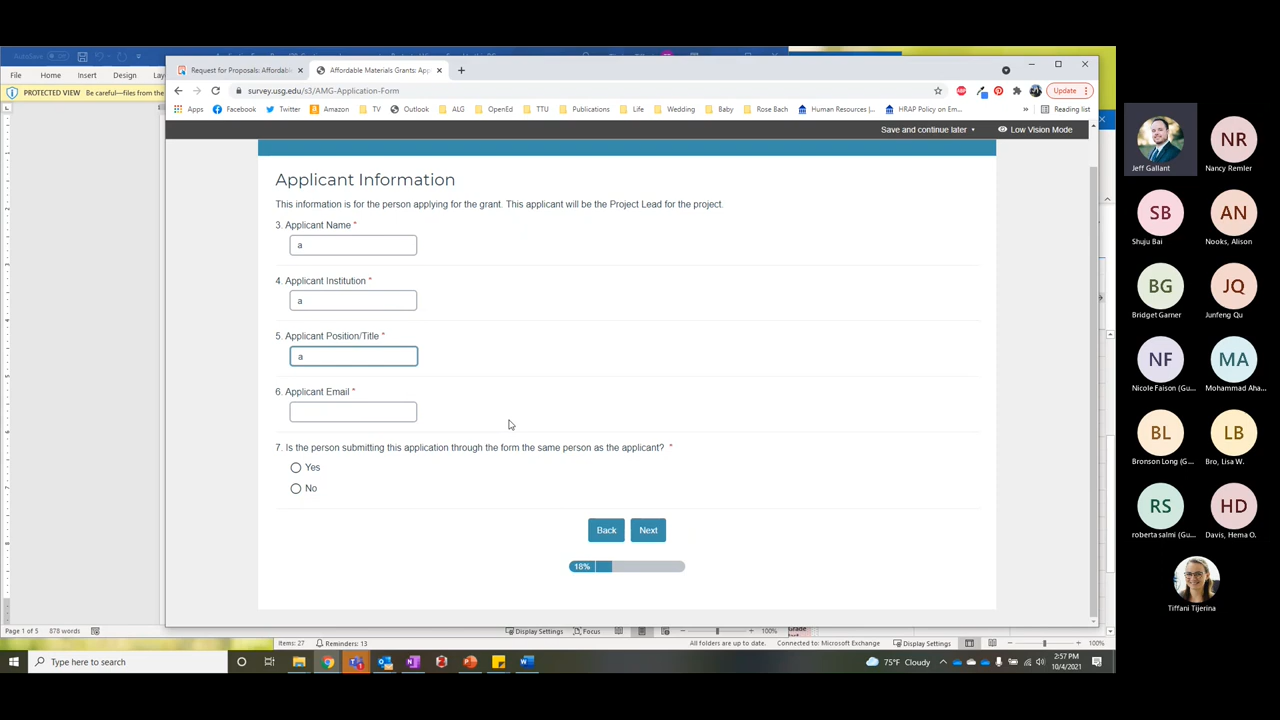 AutoSave
File Home Insert Design
PROTECTED VIEW Be careful—files from the
Request for Proposals: Affordabl
Affordable Materials Grants: App
survey.usg.edu/s3/AMG-Application-Form
Update
Apps Facebook Twitter Amazon TV Outlook ALG OpenEd TTU Publications Life Wedding Baby Rose Bach Human Resources |... HRAP Policy on Em... » Reading list
Save and continue later Low Vision Mode
Applicant Information
This information is for the person applying for the grant. This applicant will be the Project Lead for the project.
3. Applicant Name *
a
4. Applicant Institution *
a
5. Applicant Position/Title *
a
6. Applicant Email *
7. Is the person submitting this application through the form the same person as the applicant? *
Yes
No
Back Next
18%
Page 1 of 5 878 words
Display Settings Focus 100%
Items: 27 Reminders: 13
All folders are up to date. Connected to: Microsoft Exchange Display Settings 100%
Type here to search
75°F Cloudy
2:57 PM
10/4/2021
Jeff Gallant
NR
Nancy Remler
SB
Shuju Bai
AN
Nooks, Alison
BG
Bridget Garner
JQ
Junfeng Qu
NF
Nicole Faison (Gu...
MA
Mohammad Aha...
BL
Bronson Long (G...
LB
Bro, Lisa W.
RS
roberta salmi (Gu...
HD
Davis, Hema O.
Tiffani Tijerina